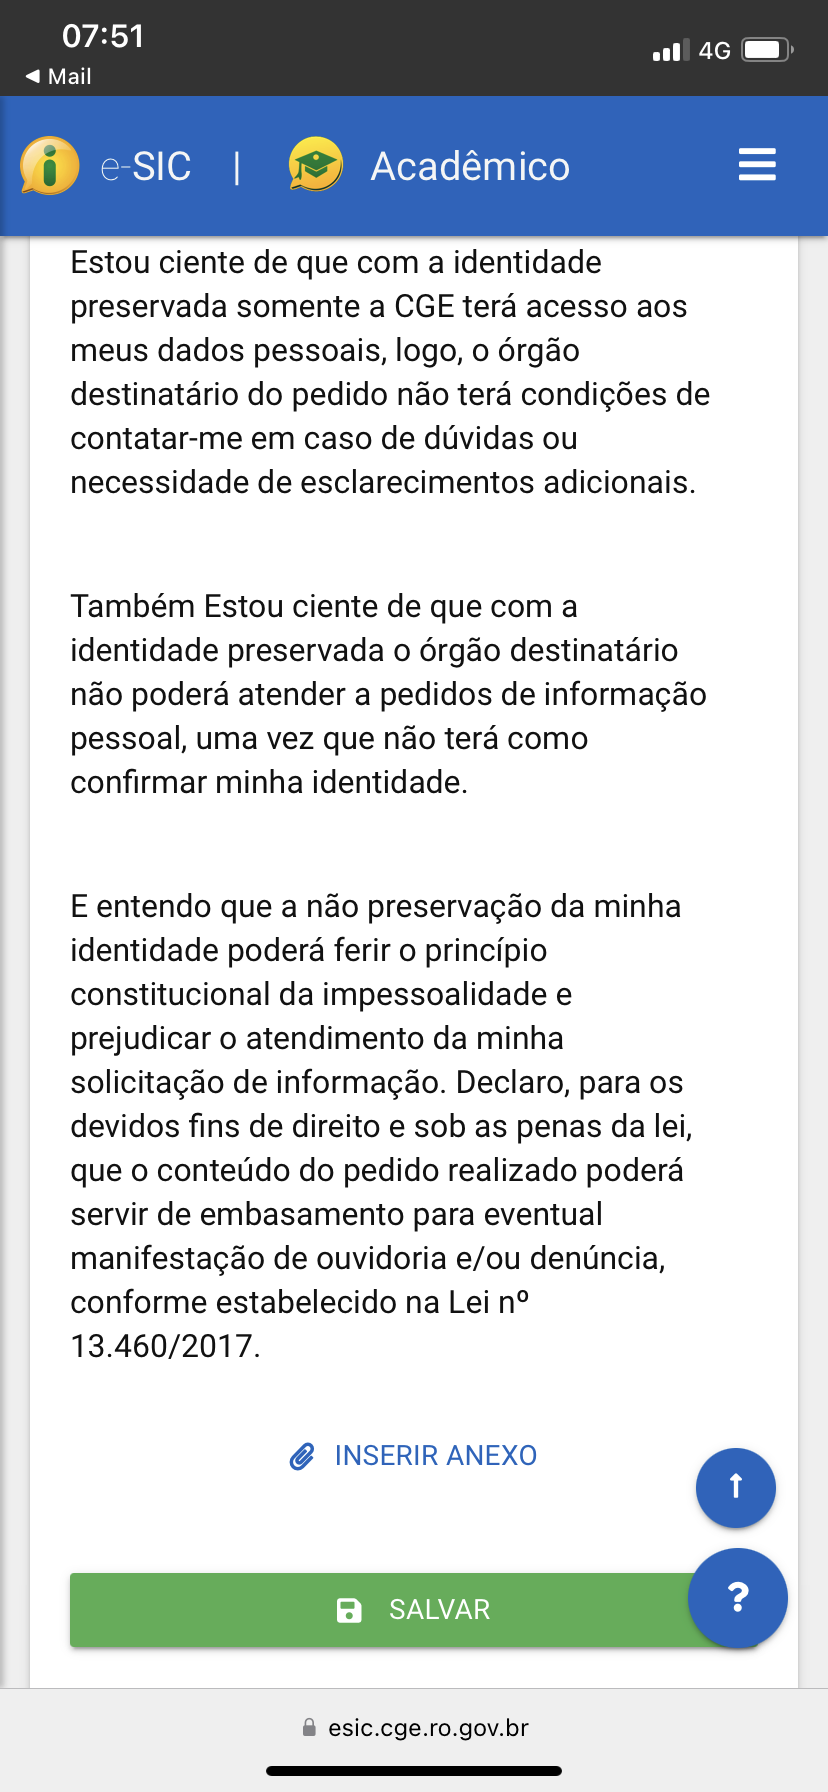 07:51
4G
◀ Mail
e-SIC | Acadêmico
Estou ciente de que com a identidade
preservada somente a CGE terá acesso aos
meus dados pessoais, logo, o órgão
destinatário do pedido não terá condições de
contatar-me em caso de dúvidas ou
necessidade de esclarecimentos adicionais.
Também Estou ciente de que com a
identidade preservada o órgão destinatário
não poderá atender a pedidos de informação
pessoal, uma vez que não terá como
confirmar minha identidade.
E entendo que a não preservação da minha
identidade poderá ferir o princípio
constitucional da impessoalidade e
prejudicar o atendimento da minha
solicitação de informação. Declaro, para os
devidos fins de direito e sob as penas da lei,
que o conteúdo do pedido realizado poderá
servir de embasamento para eventual
manifestação de ouvidoria e/ou denúncia,
conforme estabelecido na Lei nº
13.460/2017.
INSERIR ANEXO
SALVAR
?
esic.cge.ro.gov.br